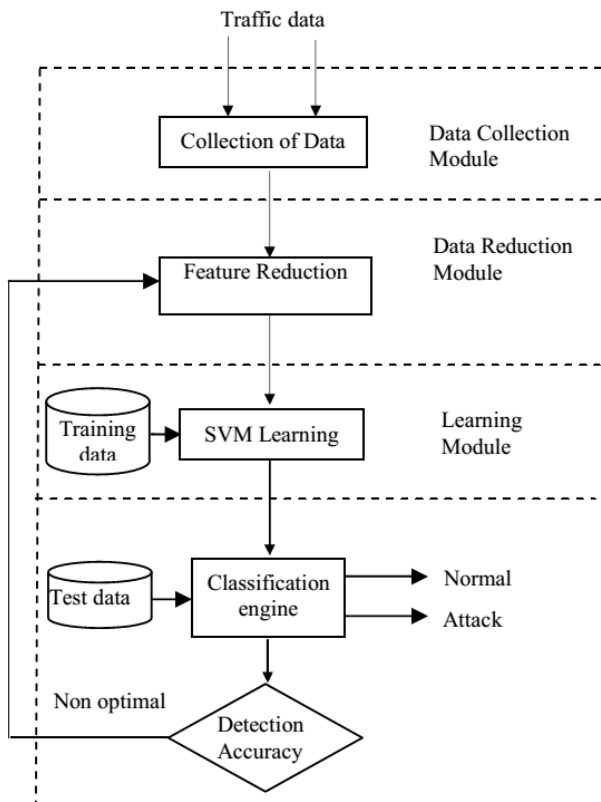 Traffic data
Collection of Data
Data Collection
Module
Feature Reduction
Data Reduction
Module
Training
data
SVM Learning
Learning
Module
Test data
Classification
engine
Normal
Attack
Non optimal
Detection
Accuracy